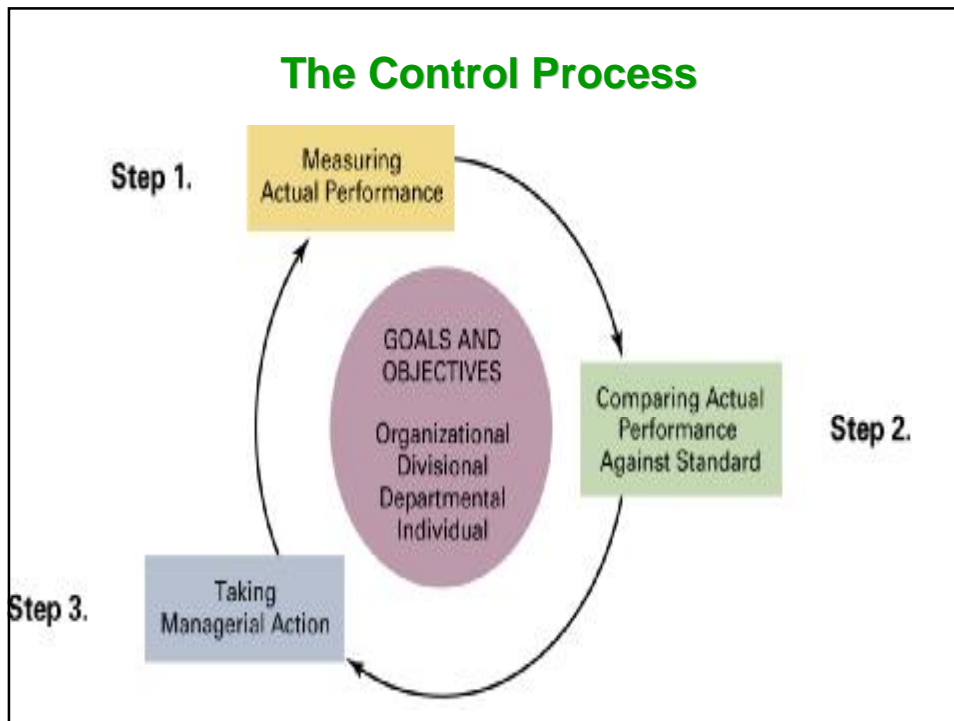 The Control Process
Step 1.
Measuring
Actual Performance
GOALS AND
OBJECTIVES
Organizational
Divisional
Departmental
Individual
Comparing Actual
Performance
Against Standard
Step 2.
Step 3.
Taking
Managerial Action